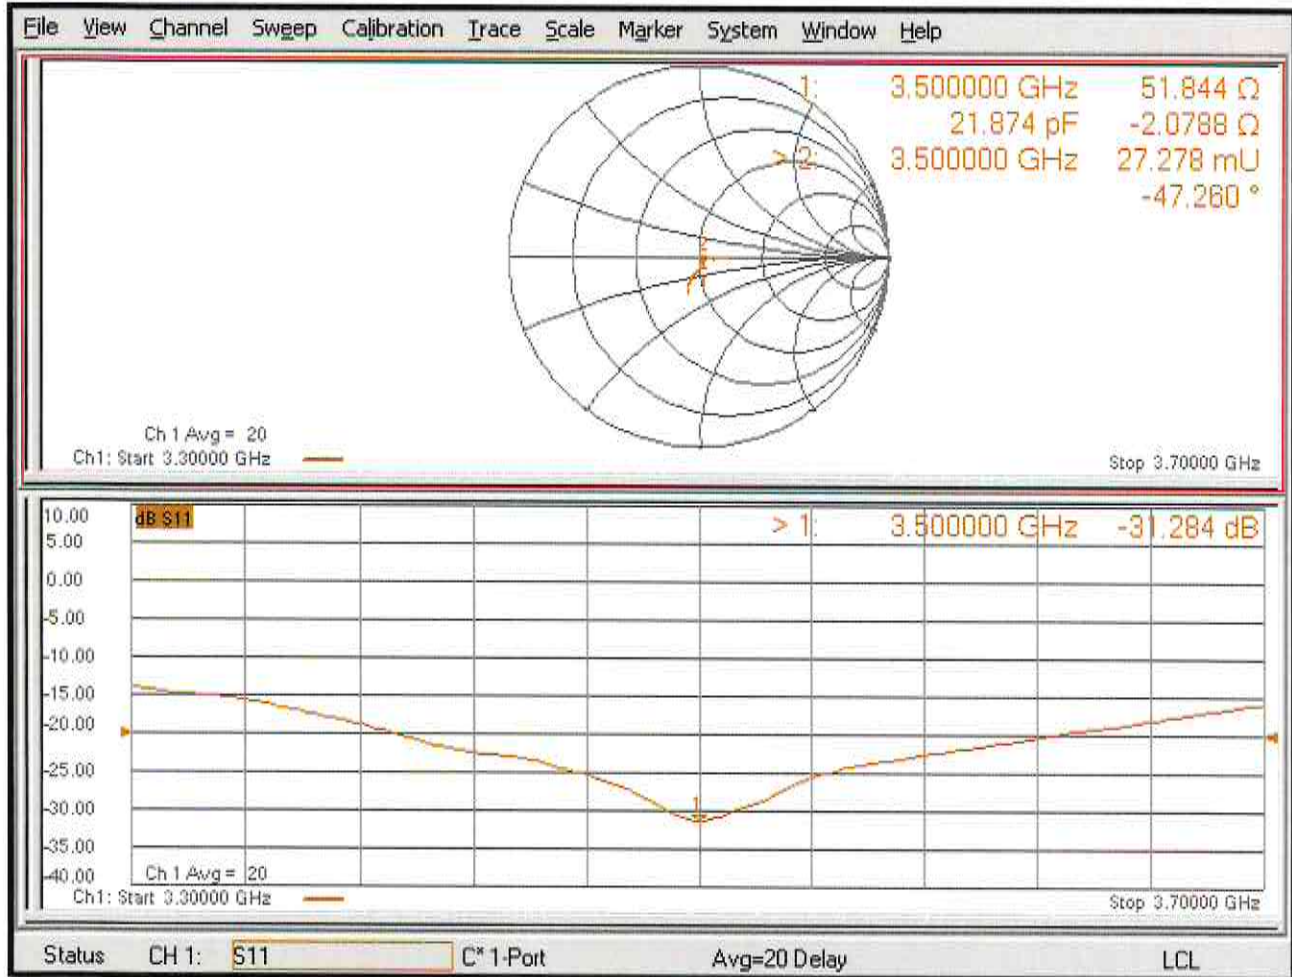 File View Channel Sweep Calibration Trace Scale Marker System Window Help
1: 3.500000 GHz 51.844 Ω
21.874 pF -2.0788 Ω
> 2: 3.500000 GHz 27.278 mU
-47.260 °
2
1
Ch 1 Avg = 20
Ch1: Start 3.30000 GHz
Stop 3.70000 GHz
10.00
dB S11
> 1: 3.500000 GHz -31.284 dB
5.00
0.00
-5.00
-10.00
-15.00
-20.00
-25.00
-30.00
1
-35.00
-40.00
Ch 1 Avg = 20
Ch1: Start 3.30000 GHz
Stop 3.70000 GHz
Status CH 1: S11 C* 1-Port Avg=20 Delay LCL